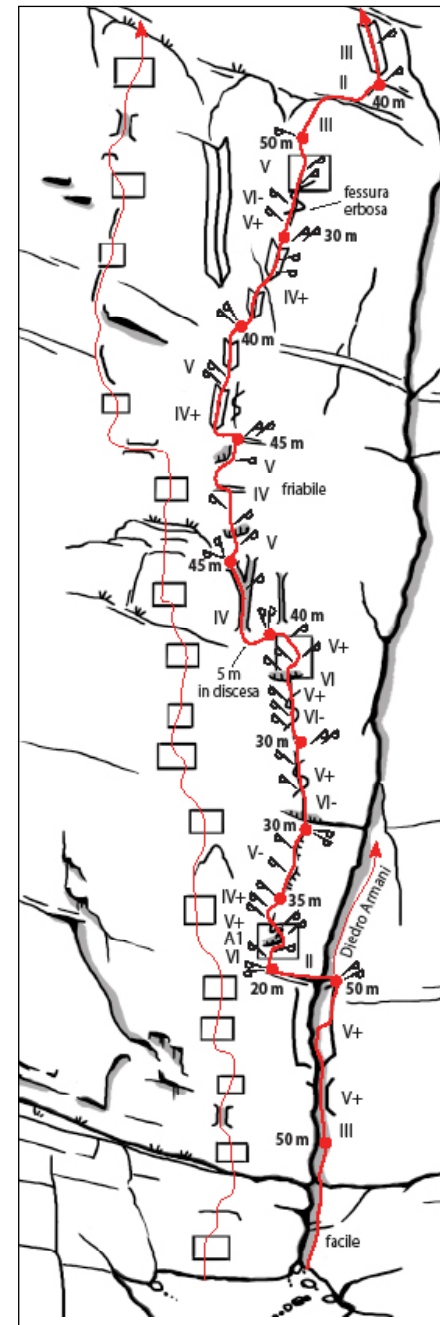 III
II
40 m
III
50 m
V
fessura
erbosa
VI-
V+
30 m
IV+
40 m
V
IV+
45 m
V
IV
friabile
V
45 m
IV
40 m
5 m
in discesa
V+
VI
V+
VI-
30 m
V+
VI-
30 m
V-
IV+
35 m
V+
A1
VI
II
20 m
50 m
Diedro Armani
V+
V+
50 m
III
facile